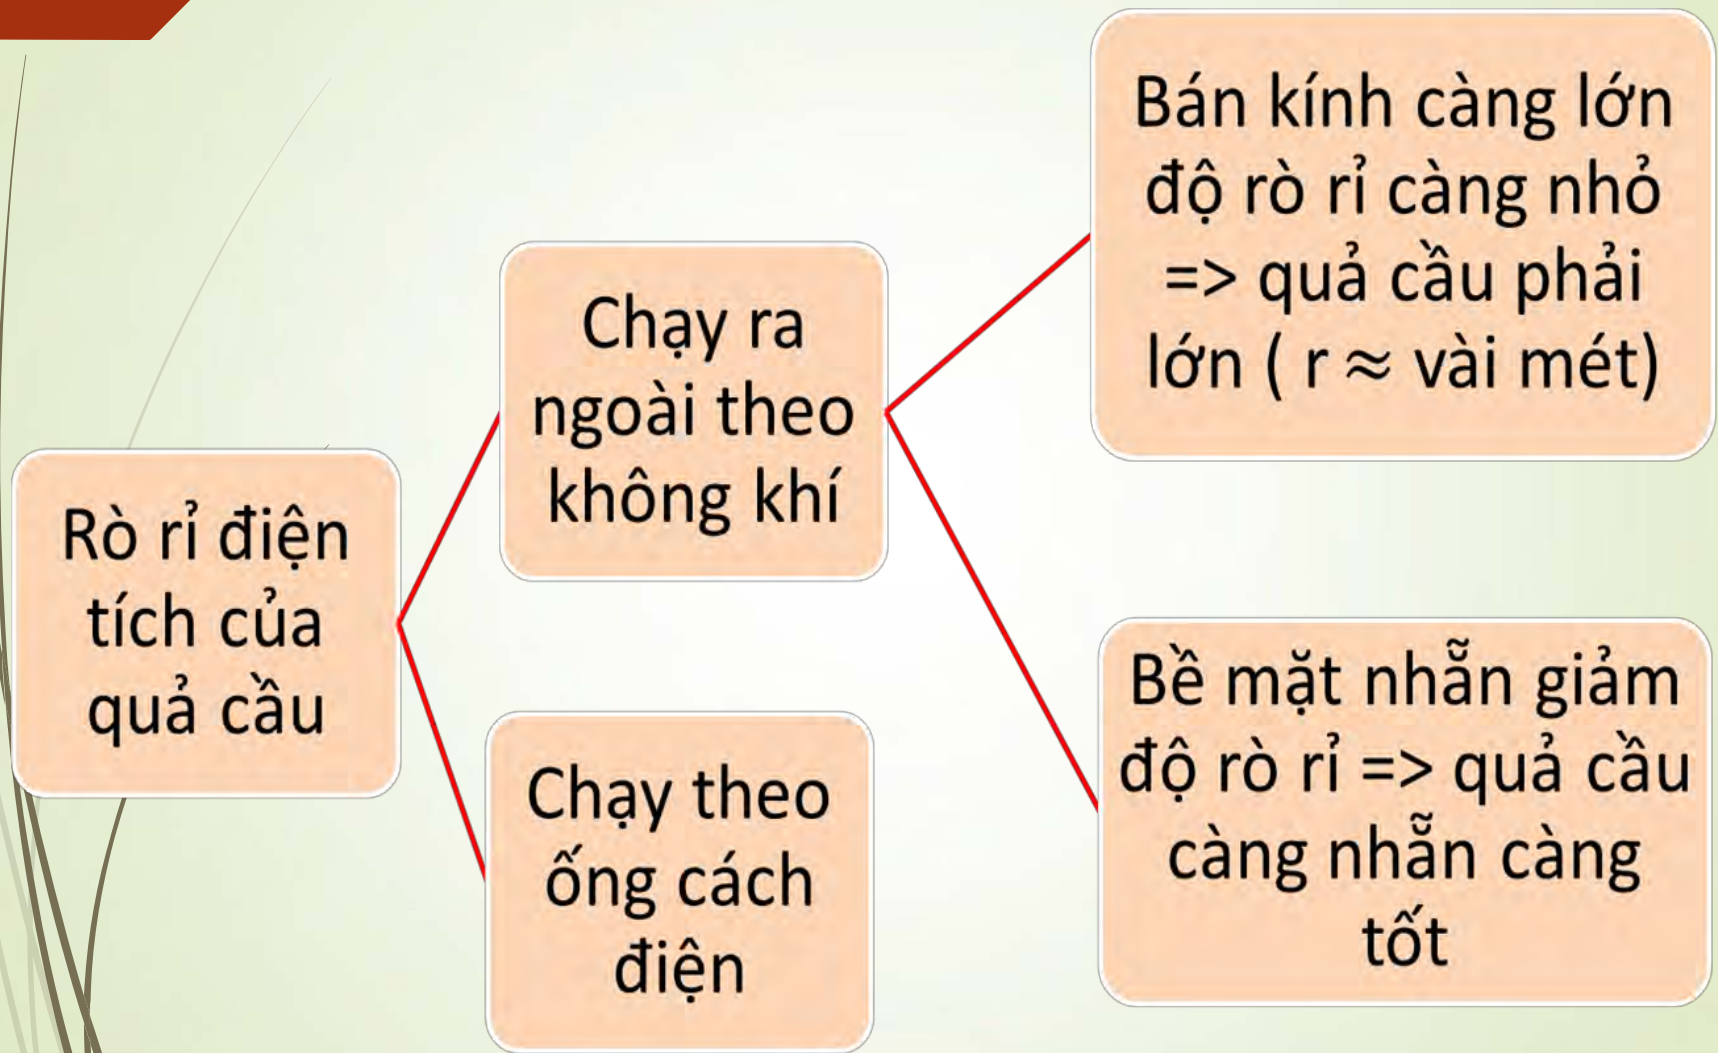 Rò rỉ điện
tích của
quả cầu
Chạy ra
ngoài theo
không khí
Chạy theo
ống cách
điện
Bán kính càng lớn
độ rò rỉ càng nhỏ
=> quả cầu phải
lớn ( r ≈ vài mét)
Bề mặt nhẵn giảm
độ rò rỉ => quả cầu
càng nhẵn càng
tốt